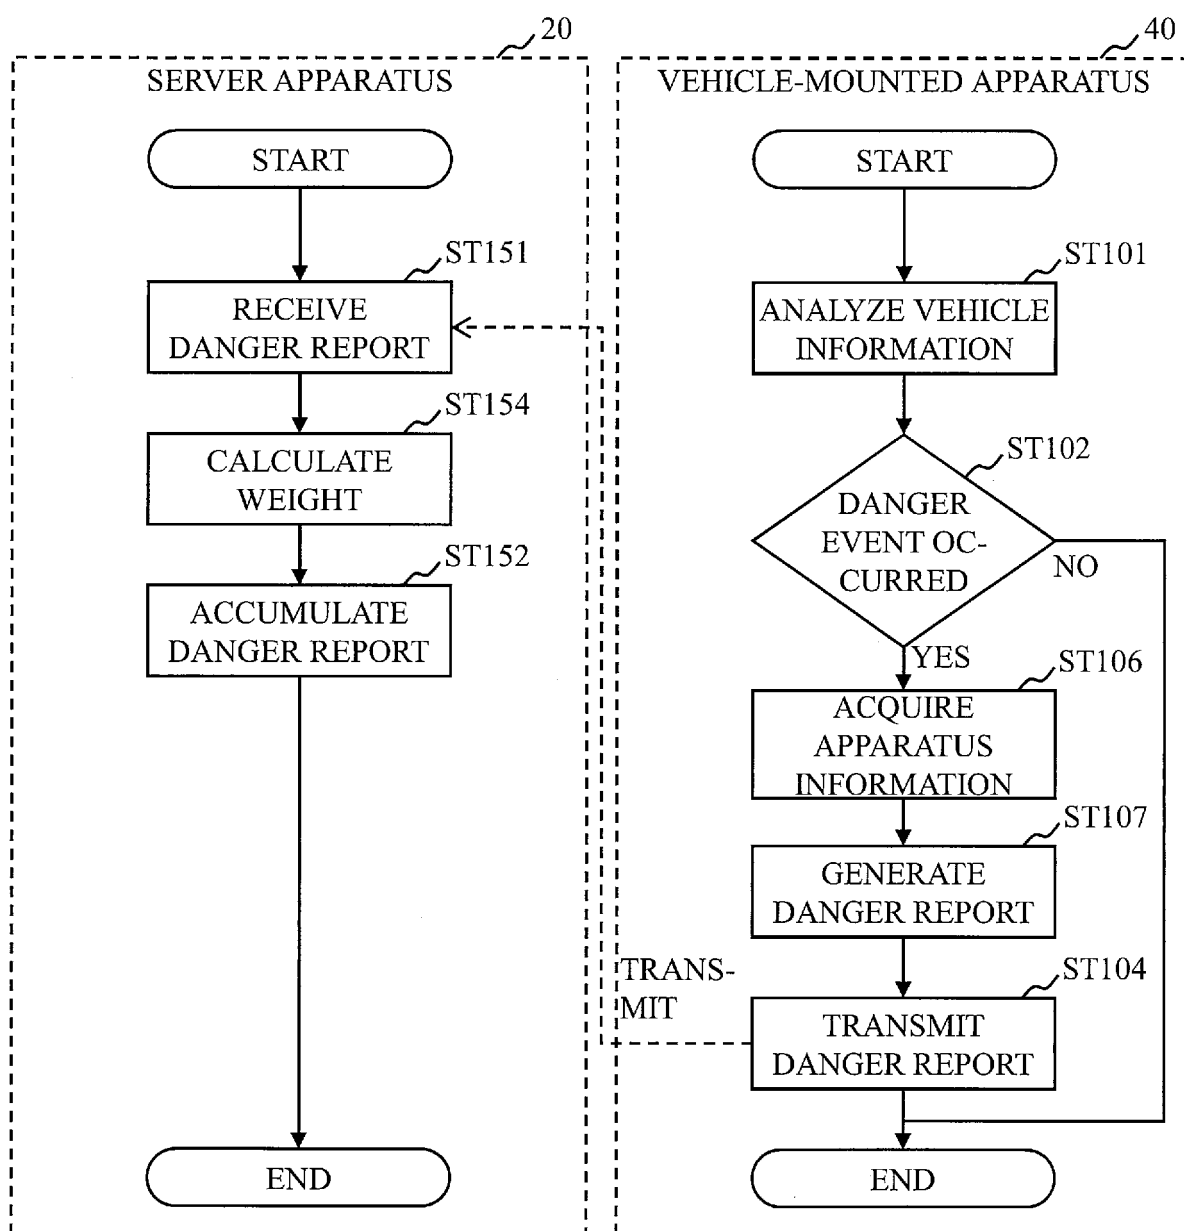 20
SERVER APPARATUS
START
ST151
RECEIVE
DANGER REPORT
ST154
CALCULATE
WEIGHT
ST152
ACCUMULATE
DANGER REPORT
END
40
VEHICLE-MOUNTED APPARATUS
START
ST101
ANALYZE VEHICLE
INFORMATION
ST102
DANGER
EVENT OC-
CURRED
NO
YES
ST106
ACQUIRE
APPARATUS
INFORMATION
ST107
GENERATE
DANGER REPORT
TRANS-
MIT
ST104
TRANSMIT
DANGER REPORT
END